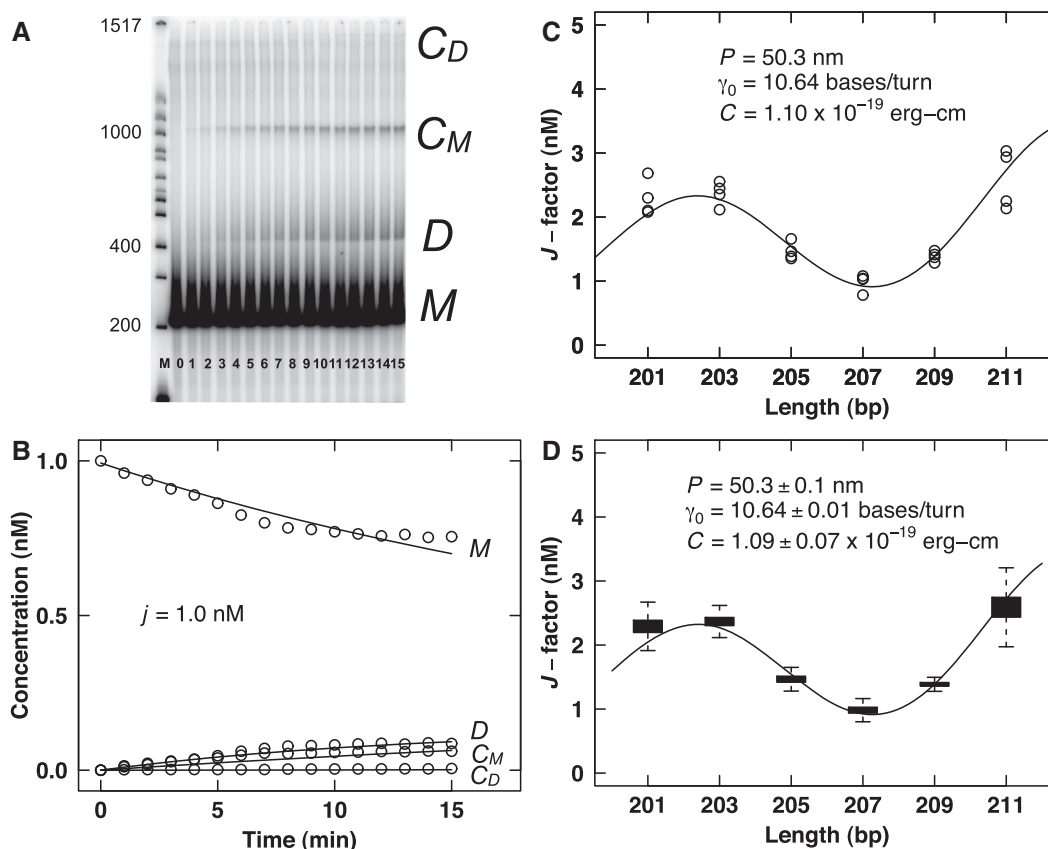 A
1517
1000
400
200
C_D
C_M
D
M
M 0 1 2 3 4 5 6 7 8 9 10 11 12 13 14 15
B
Concentration (nM)
1.0
0.5
0.0
j = 1.0 nM
M
D
C_M
C_D
0 5 10 15
Time (min)
C
J – factor (nM)
5
4
3
2
1
0
P = 50.3 nm
γ₀ = 10.64 bases/turn
C = 1.10 x 10⁻¹⁹ erg–cm
201 203 205 207 209 211
Length (bp)
D
J – factor (nM)
5
4
3
2
1
0
P = 50.3 ± 0.1 nm
γ₀ = 10.64 ± 0.01 bases/turn
C = 1.09 ± 0.07 x 10⁻¹⁹ erg–cm
201 203 205 207 209 211
Length (bp)